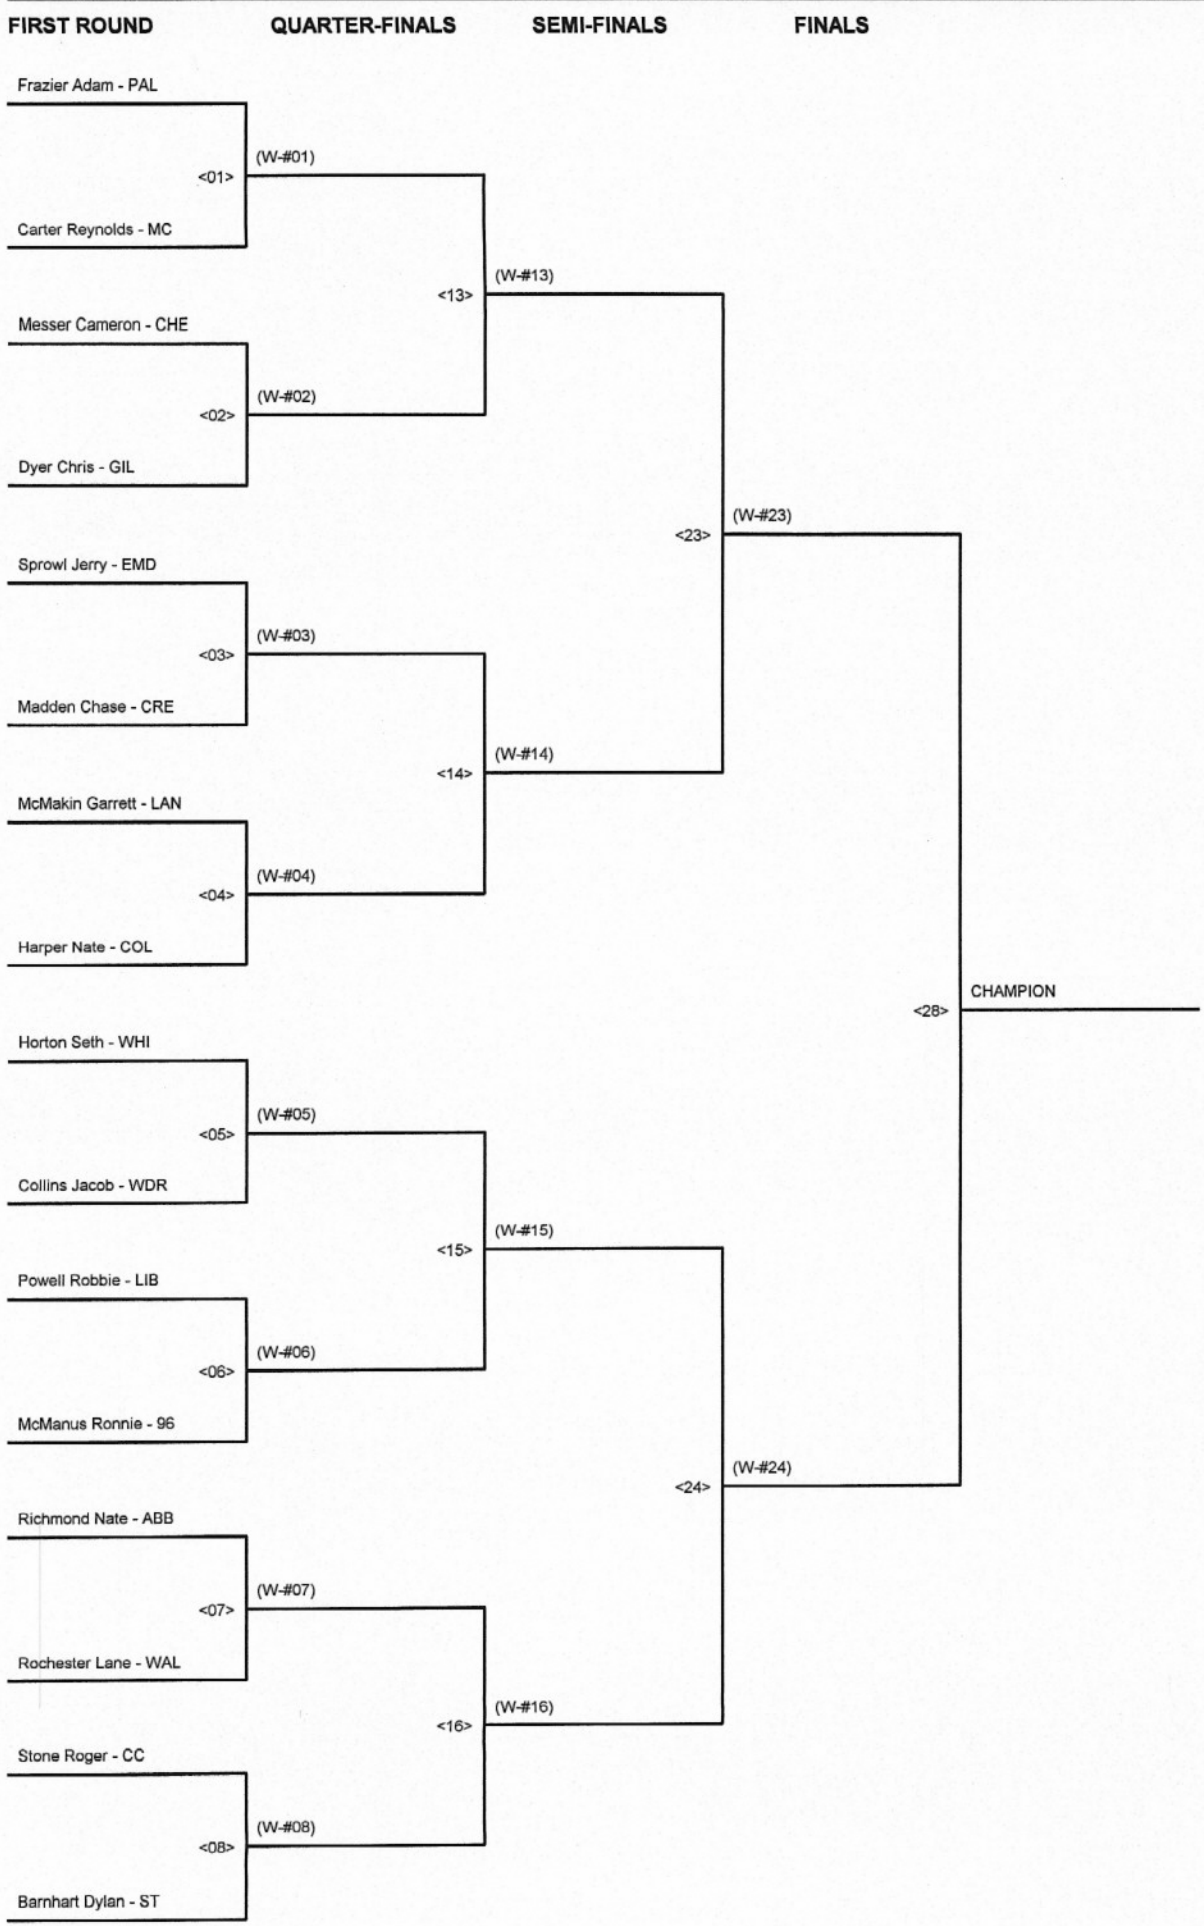 FIRST ROUND QUARTER-FINALS SEMI-FINALS FINALS
Frazier Adam - PAL
(W-#01)
<01>
Carter Reynolds - MC
(W-#13)
<13>
Messer Cameron - CHE
(W-#02)
<02>
Dyer Chris - GIL
(W-#23)
<23>
Sprowl Jerry - EMD
(W-#03)
<03>
Madden Chase - CRE
(W-#14)
<14>
McMakin Garrett - LAN
(W-#04)
<04>
Harper Nate - COL
CHAMPION
<28>
Horton Seth - WHI
(W-#05)
<05>
Collins Jacob - WDR
(W-#15)
<15>
Powell Robbie - LIB
(W-#06)
<06>
McManus Ronnie - 96
(W-#24)
<24>
Richmond Nate - ABB
(W-#07)
<07>
Rochester Lane - WAL
(W-#16)
<16>
Stone Roger - CC
(W-#08)
<08>
Barnhart Dylan - ST